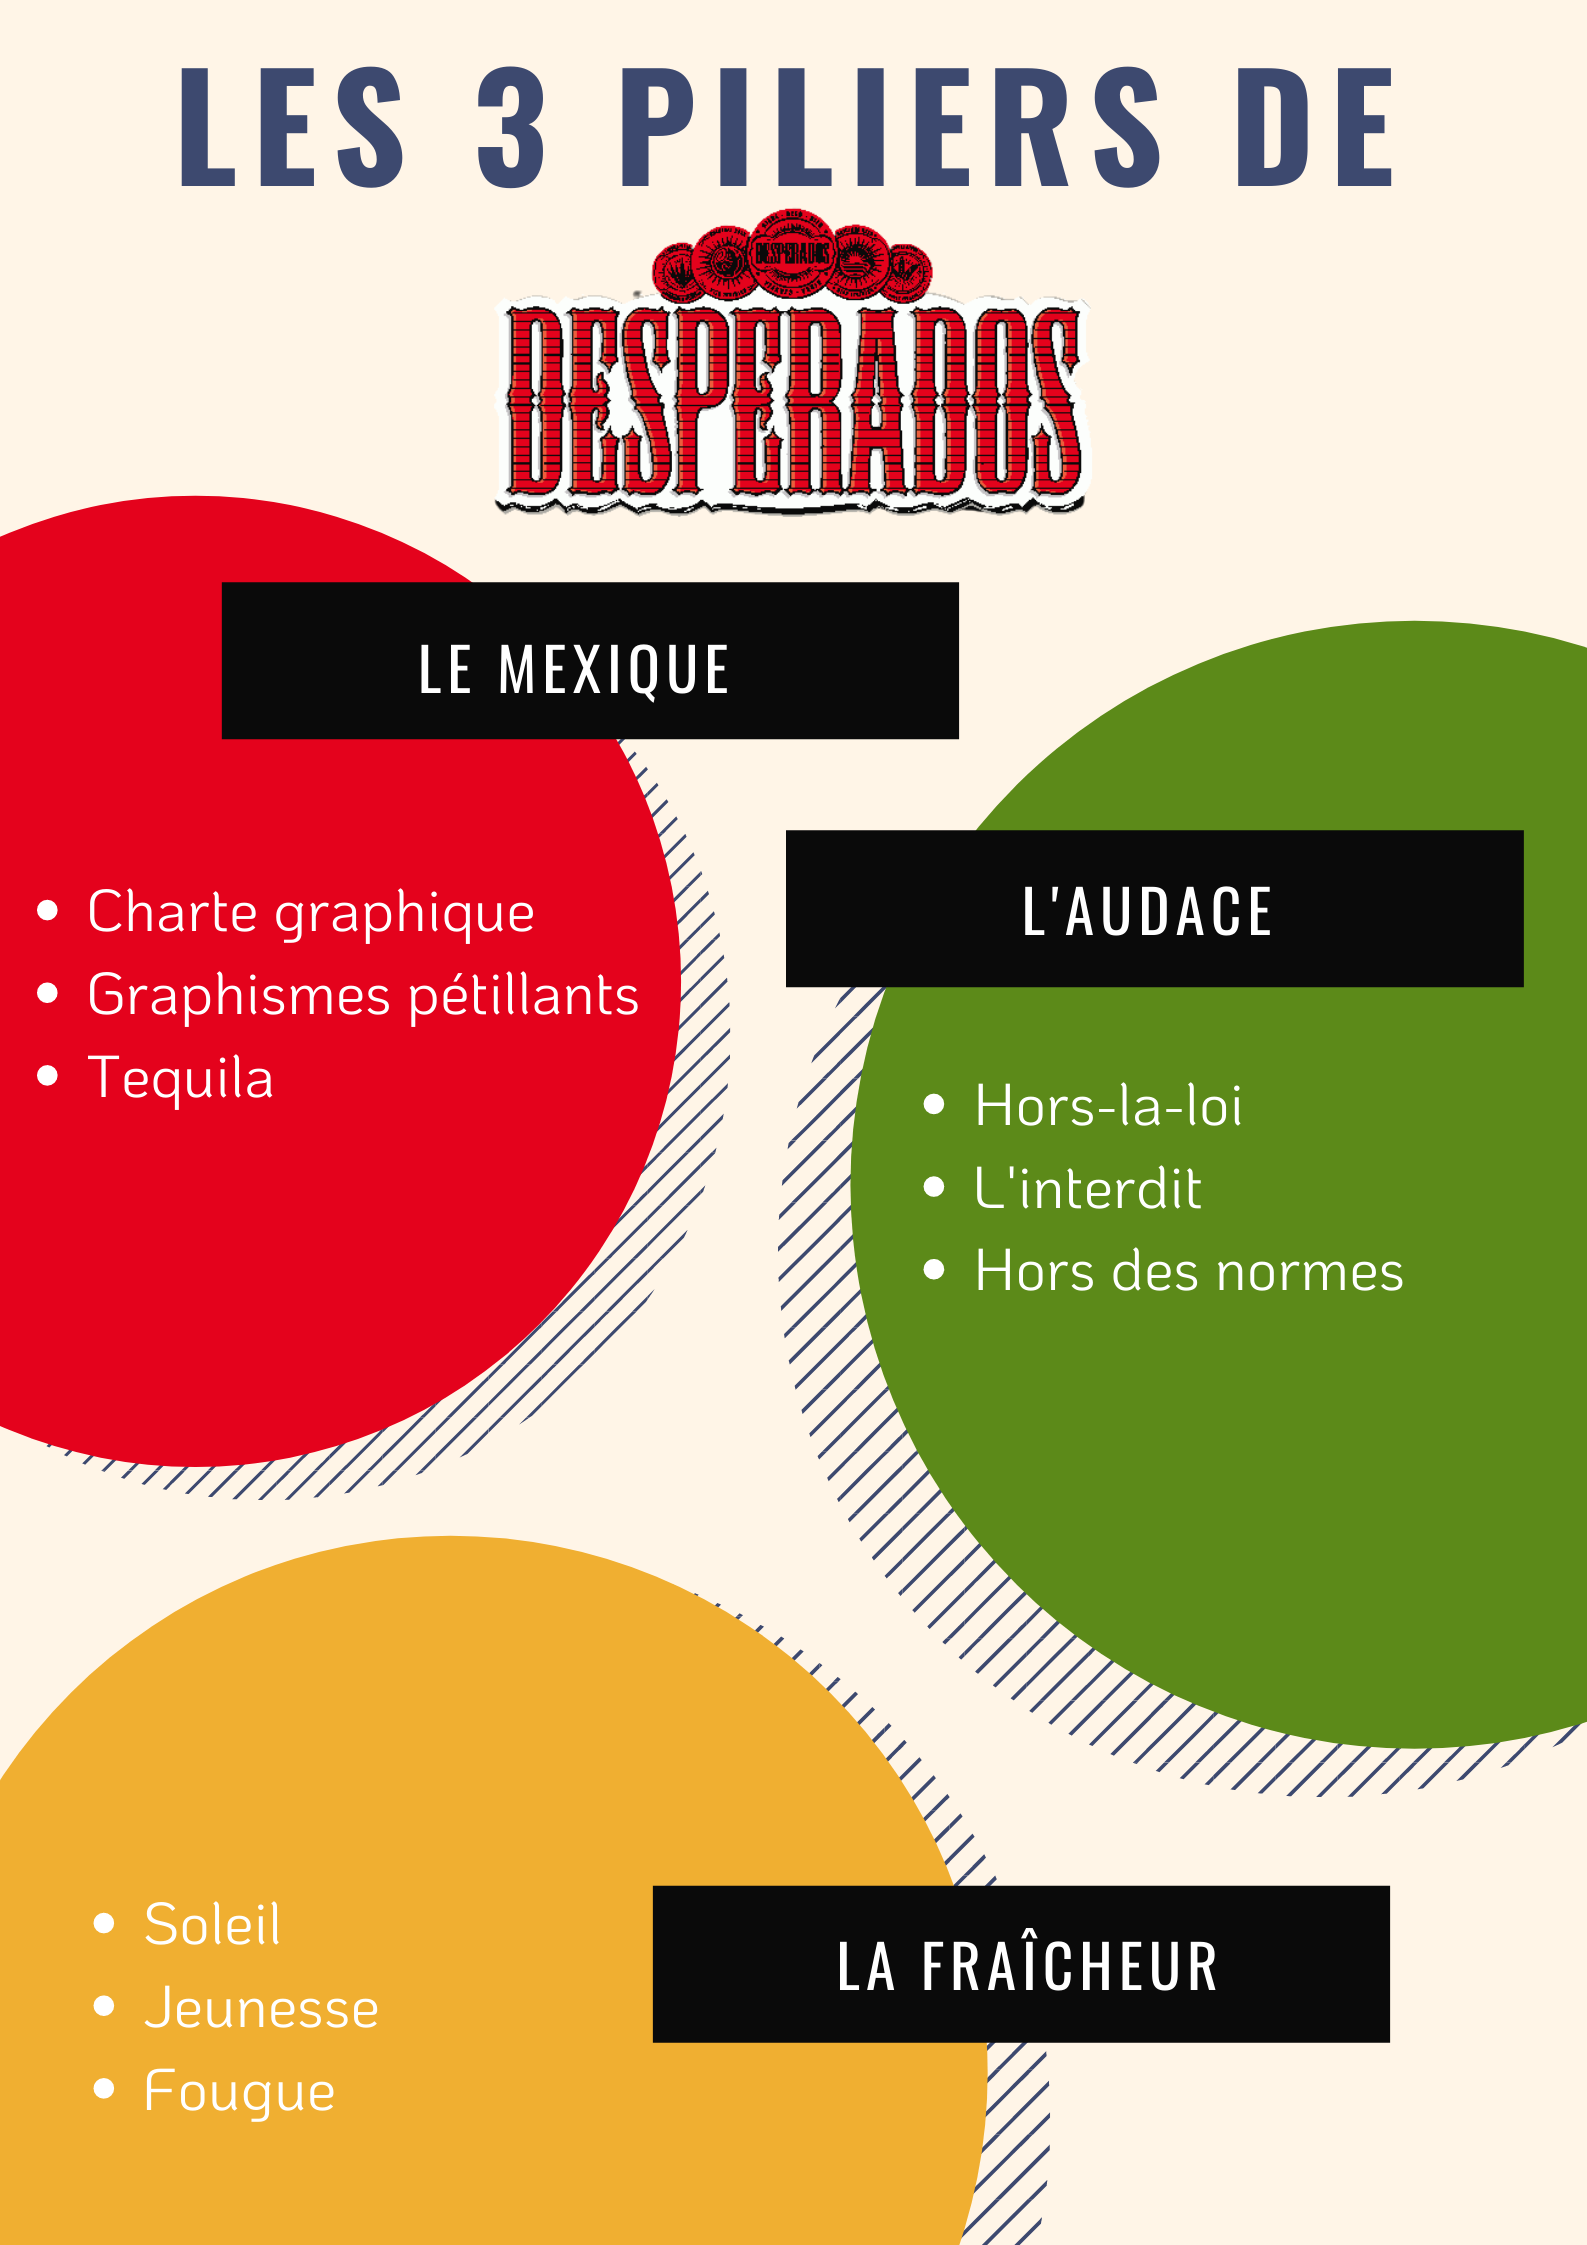 LES 3 PILIERS DE
DESPERADOS
DESPERADOS
LE MEXIQUE
• Charte graphique
• Graphismes pétillants
• Tequila
L'AUDACE
• Hors-la-loi
• L'interdit
• Hors des normes
• Soleil
• Jeunesse
• Fougue
LA FRAÎCHEUR